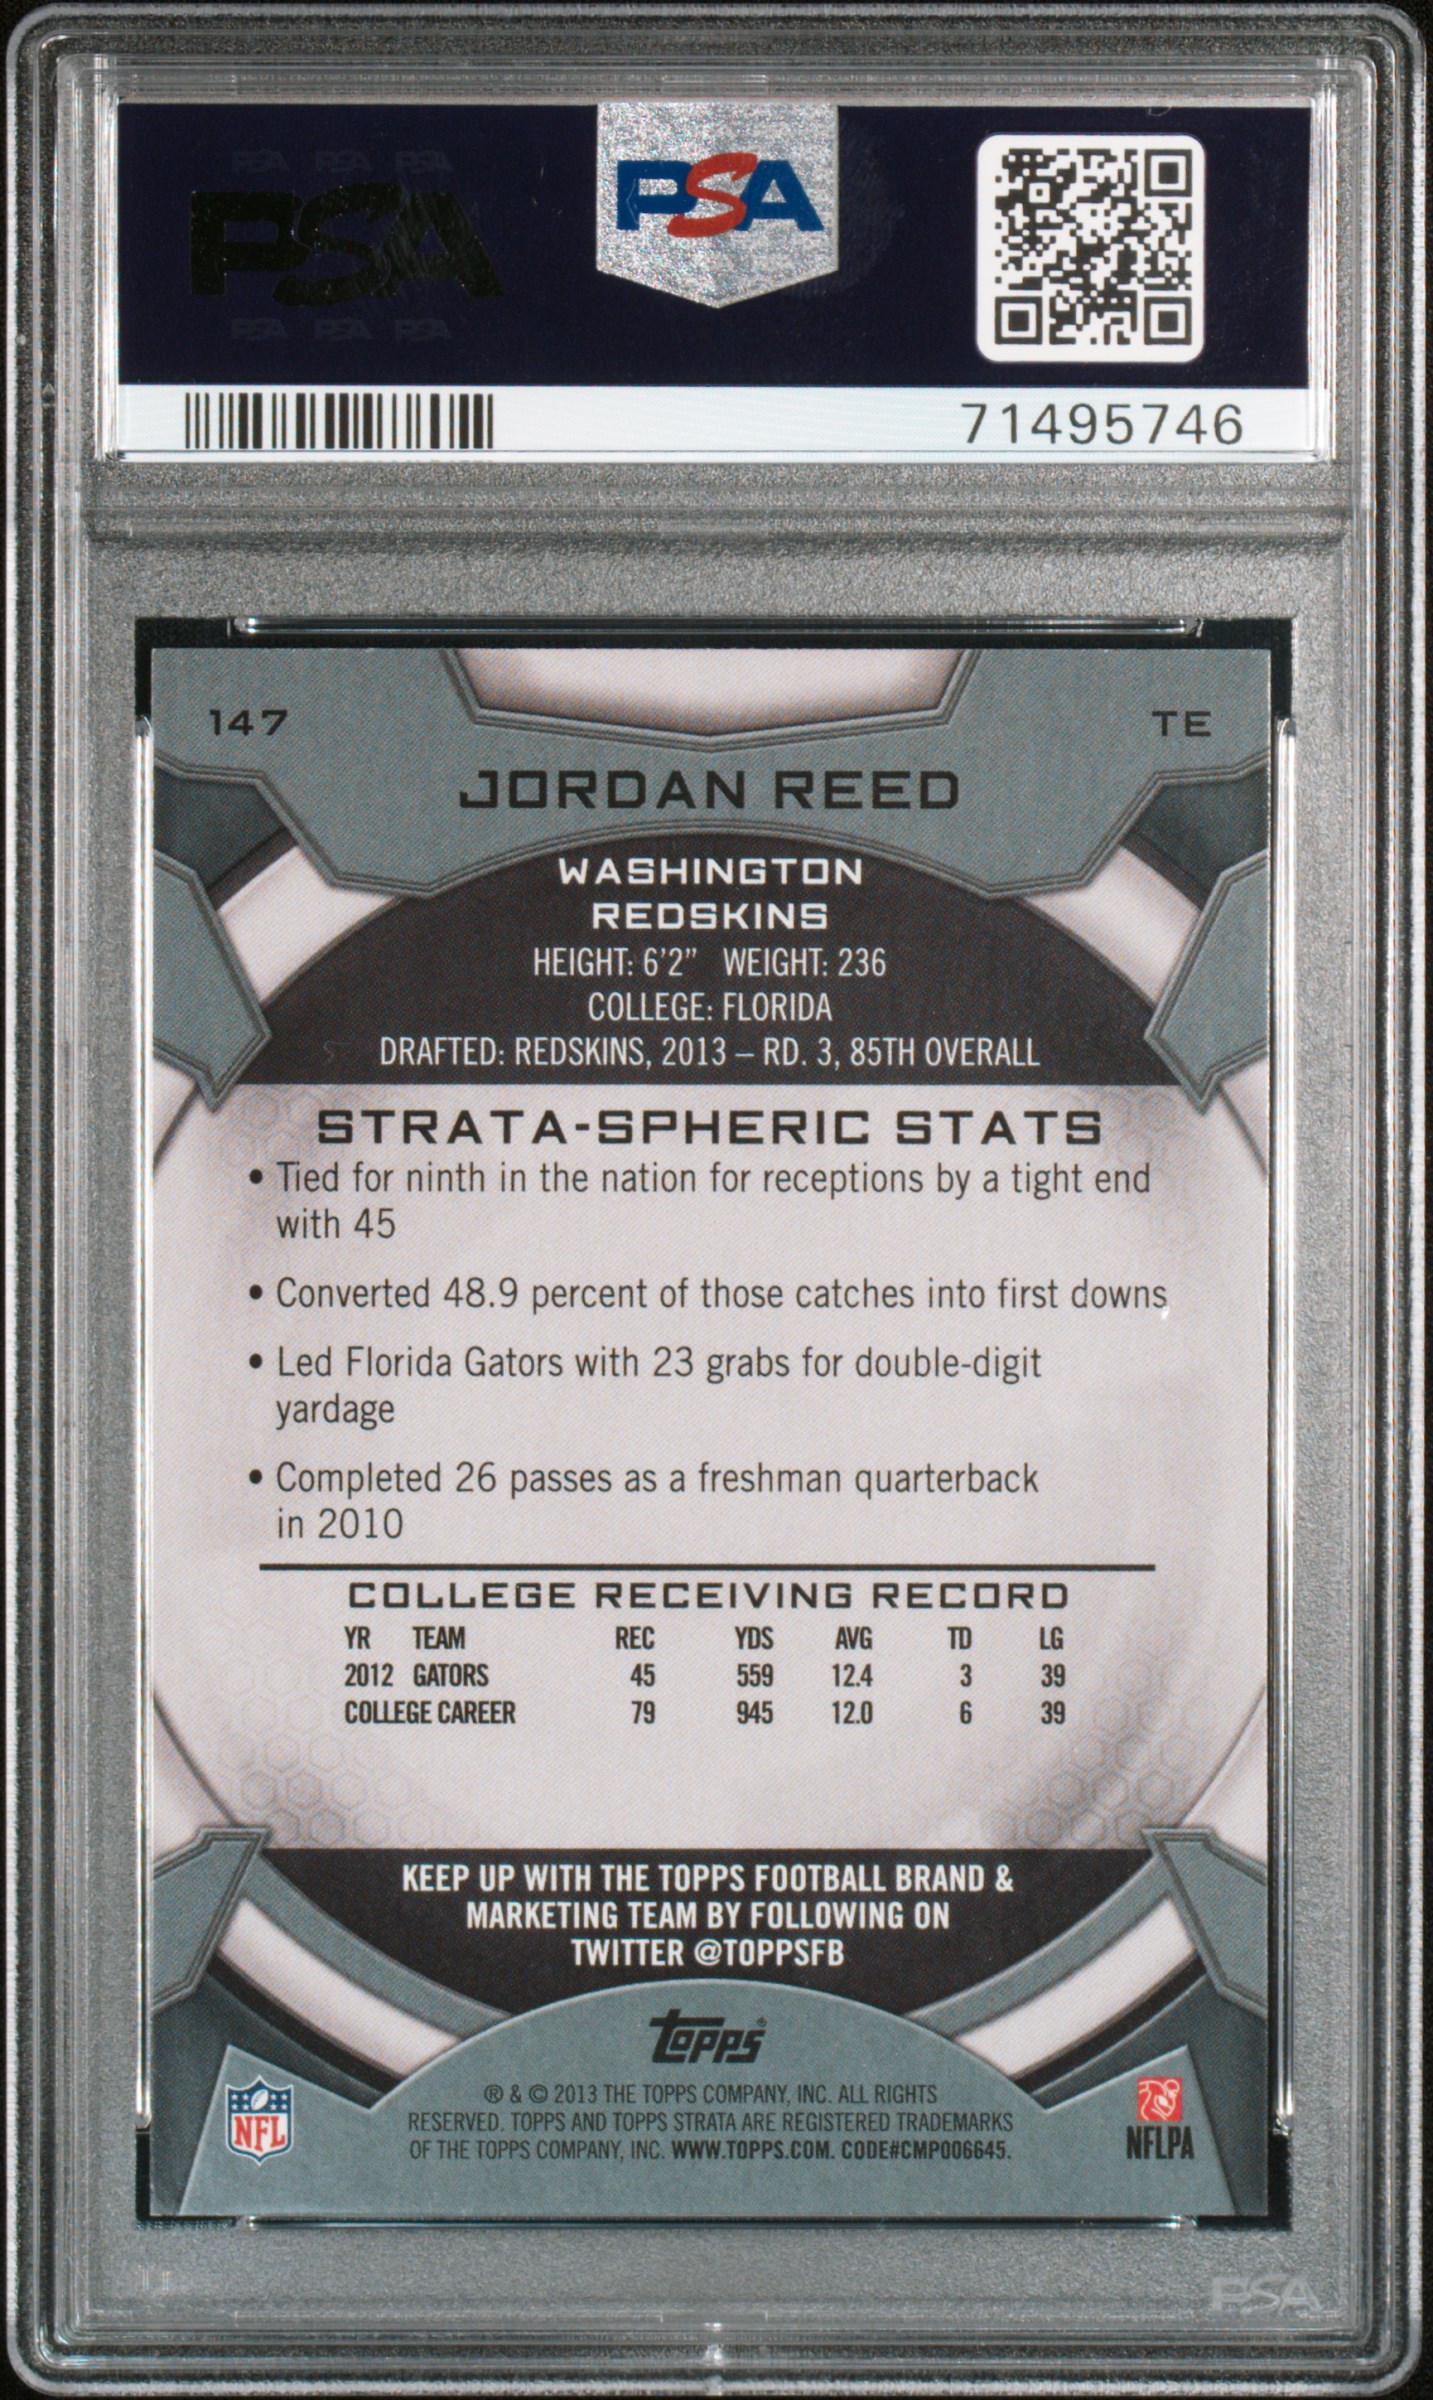 PSA PSA PSA
PSA
PSA PSA PSA
PSA
71495746
147
TE
JORDAN REED
WASHINGTON
REDSKINS
HEIGHT: 6'2" WEIGHT: 236
COLLEGE: FLORIDA
DRAFTED: REDSKINS, 2013 – RD. 3, 85TH OVERALL
STRATA-SPHERIC STATS
• Tied for ninth in the nation for receptions by a tight end
with 45
• Converted 48.9 percent of those catches into first downs
• Led Florida Gators with 23 grabs for double-digit
yardage
• Completed 26 passes as a freshman quarterback
in 2010
COLLEGE RECEIVING RECORD
YR TEAM REC YDS AVG TD LG
2012 GATORS 45 559 12.4 3 39
COLLEGE CAREER 79 945 12.0 6 39
KEEP UP WITH THE TOPPS FOOTBALL BRAND &
MARKETING TEAM BY FOLLOWING ON
TWITTER @TOPPSFB
topps®
® & © 2013 THE TOPPS COMPANY, INC. ALL RIGHTS
RESERVED. TOPPS AND TOPPS STRATA ARE REGISTERED TRADEMARKS
OF THE TOPPS COMPANY, INC. WWW.TOPPS.COM. CODE#CMP006645.
NFL
NFLPA
PSA